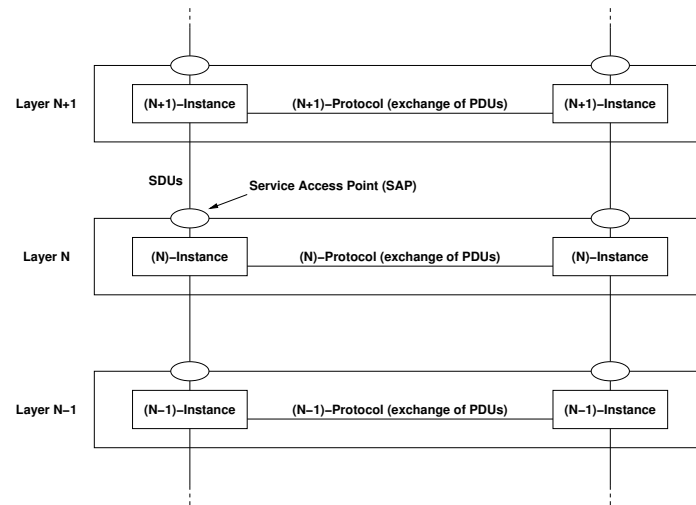 Layer N+1
(N+1)−Instance
(N+1)−Protocol (exchange of PDUs)
(N+1)−Instance
SDUs
Service Access Point (SAP)
Layer N
(N)−Instance
(N)−Protocol (exchange of PDUs)
(N)−Instance
Layer N−1
(N−1)−Instance
(N−1)−Protocol (exchange of PDUs)
(N−1)−Instance